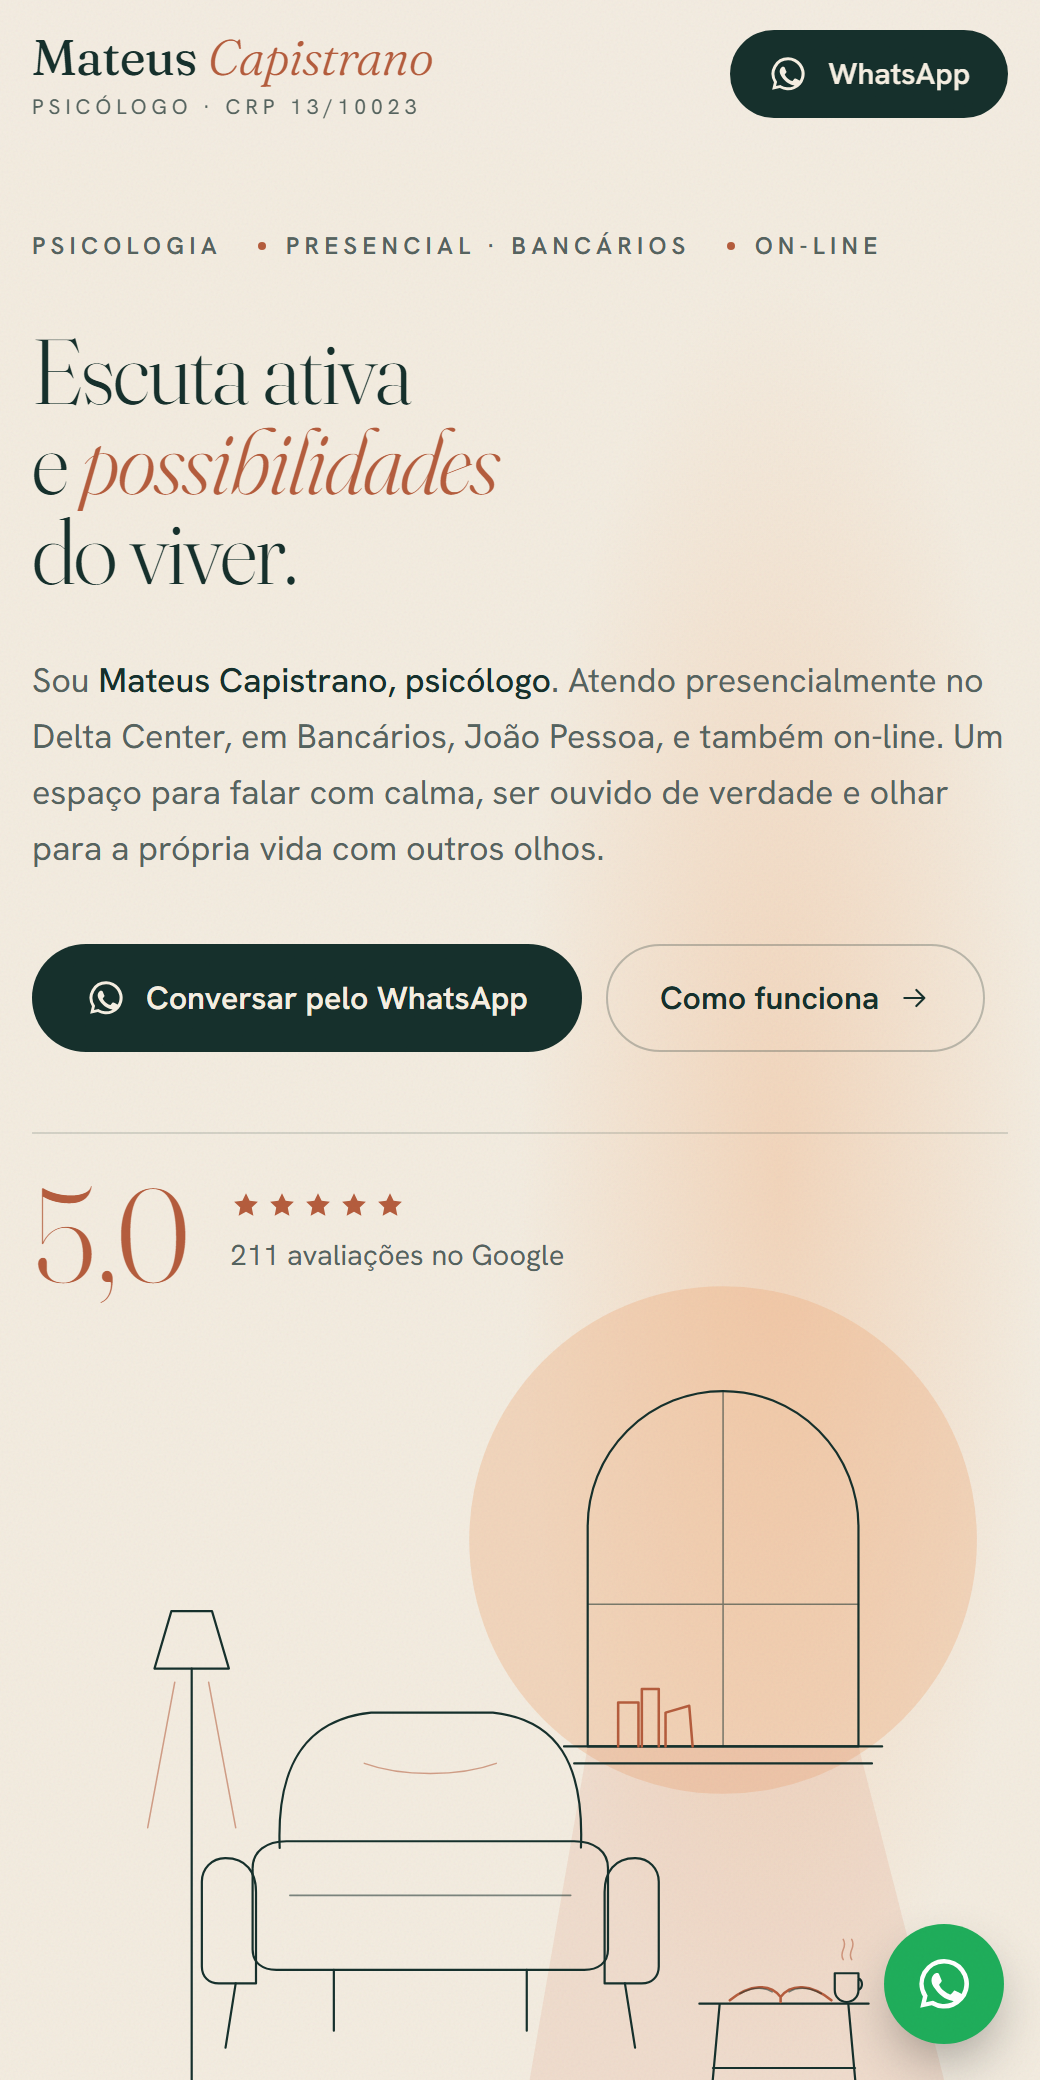 Mateus Capistrano
PSICÓLOGO · CRP 13/10023
WhatsApp
PSICOLOGIA • PRESENCIAL · BANCÁRIOS • ON-LINE
Escuta ativa
e possibilidades
do viver.
Sou Mateus Capistrano, psicólogo. Atendo presencialmente no
Delta Center, em Bancários, João Pessoa, e também on-line. Um
espaço para falar com calma, ser ouvido de verdade e olhar
para a própria vida com outros olhos.
Conversar pelo WhatsApp
Como funciona →
5,0
★★★★★
211 avaliações no Google